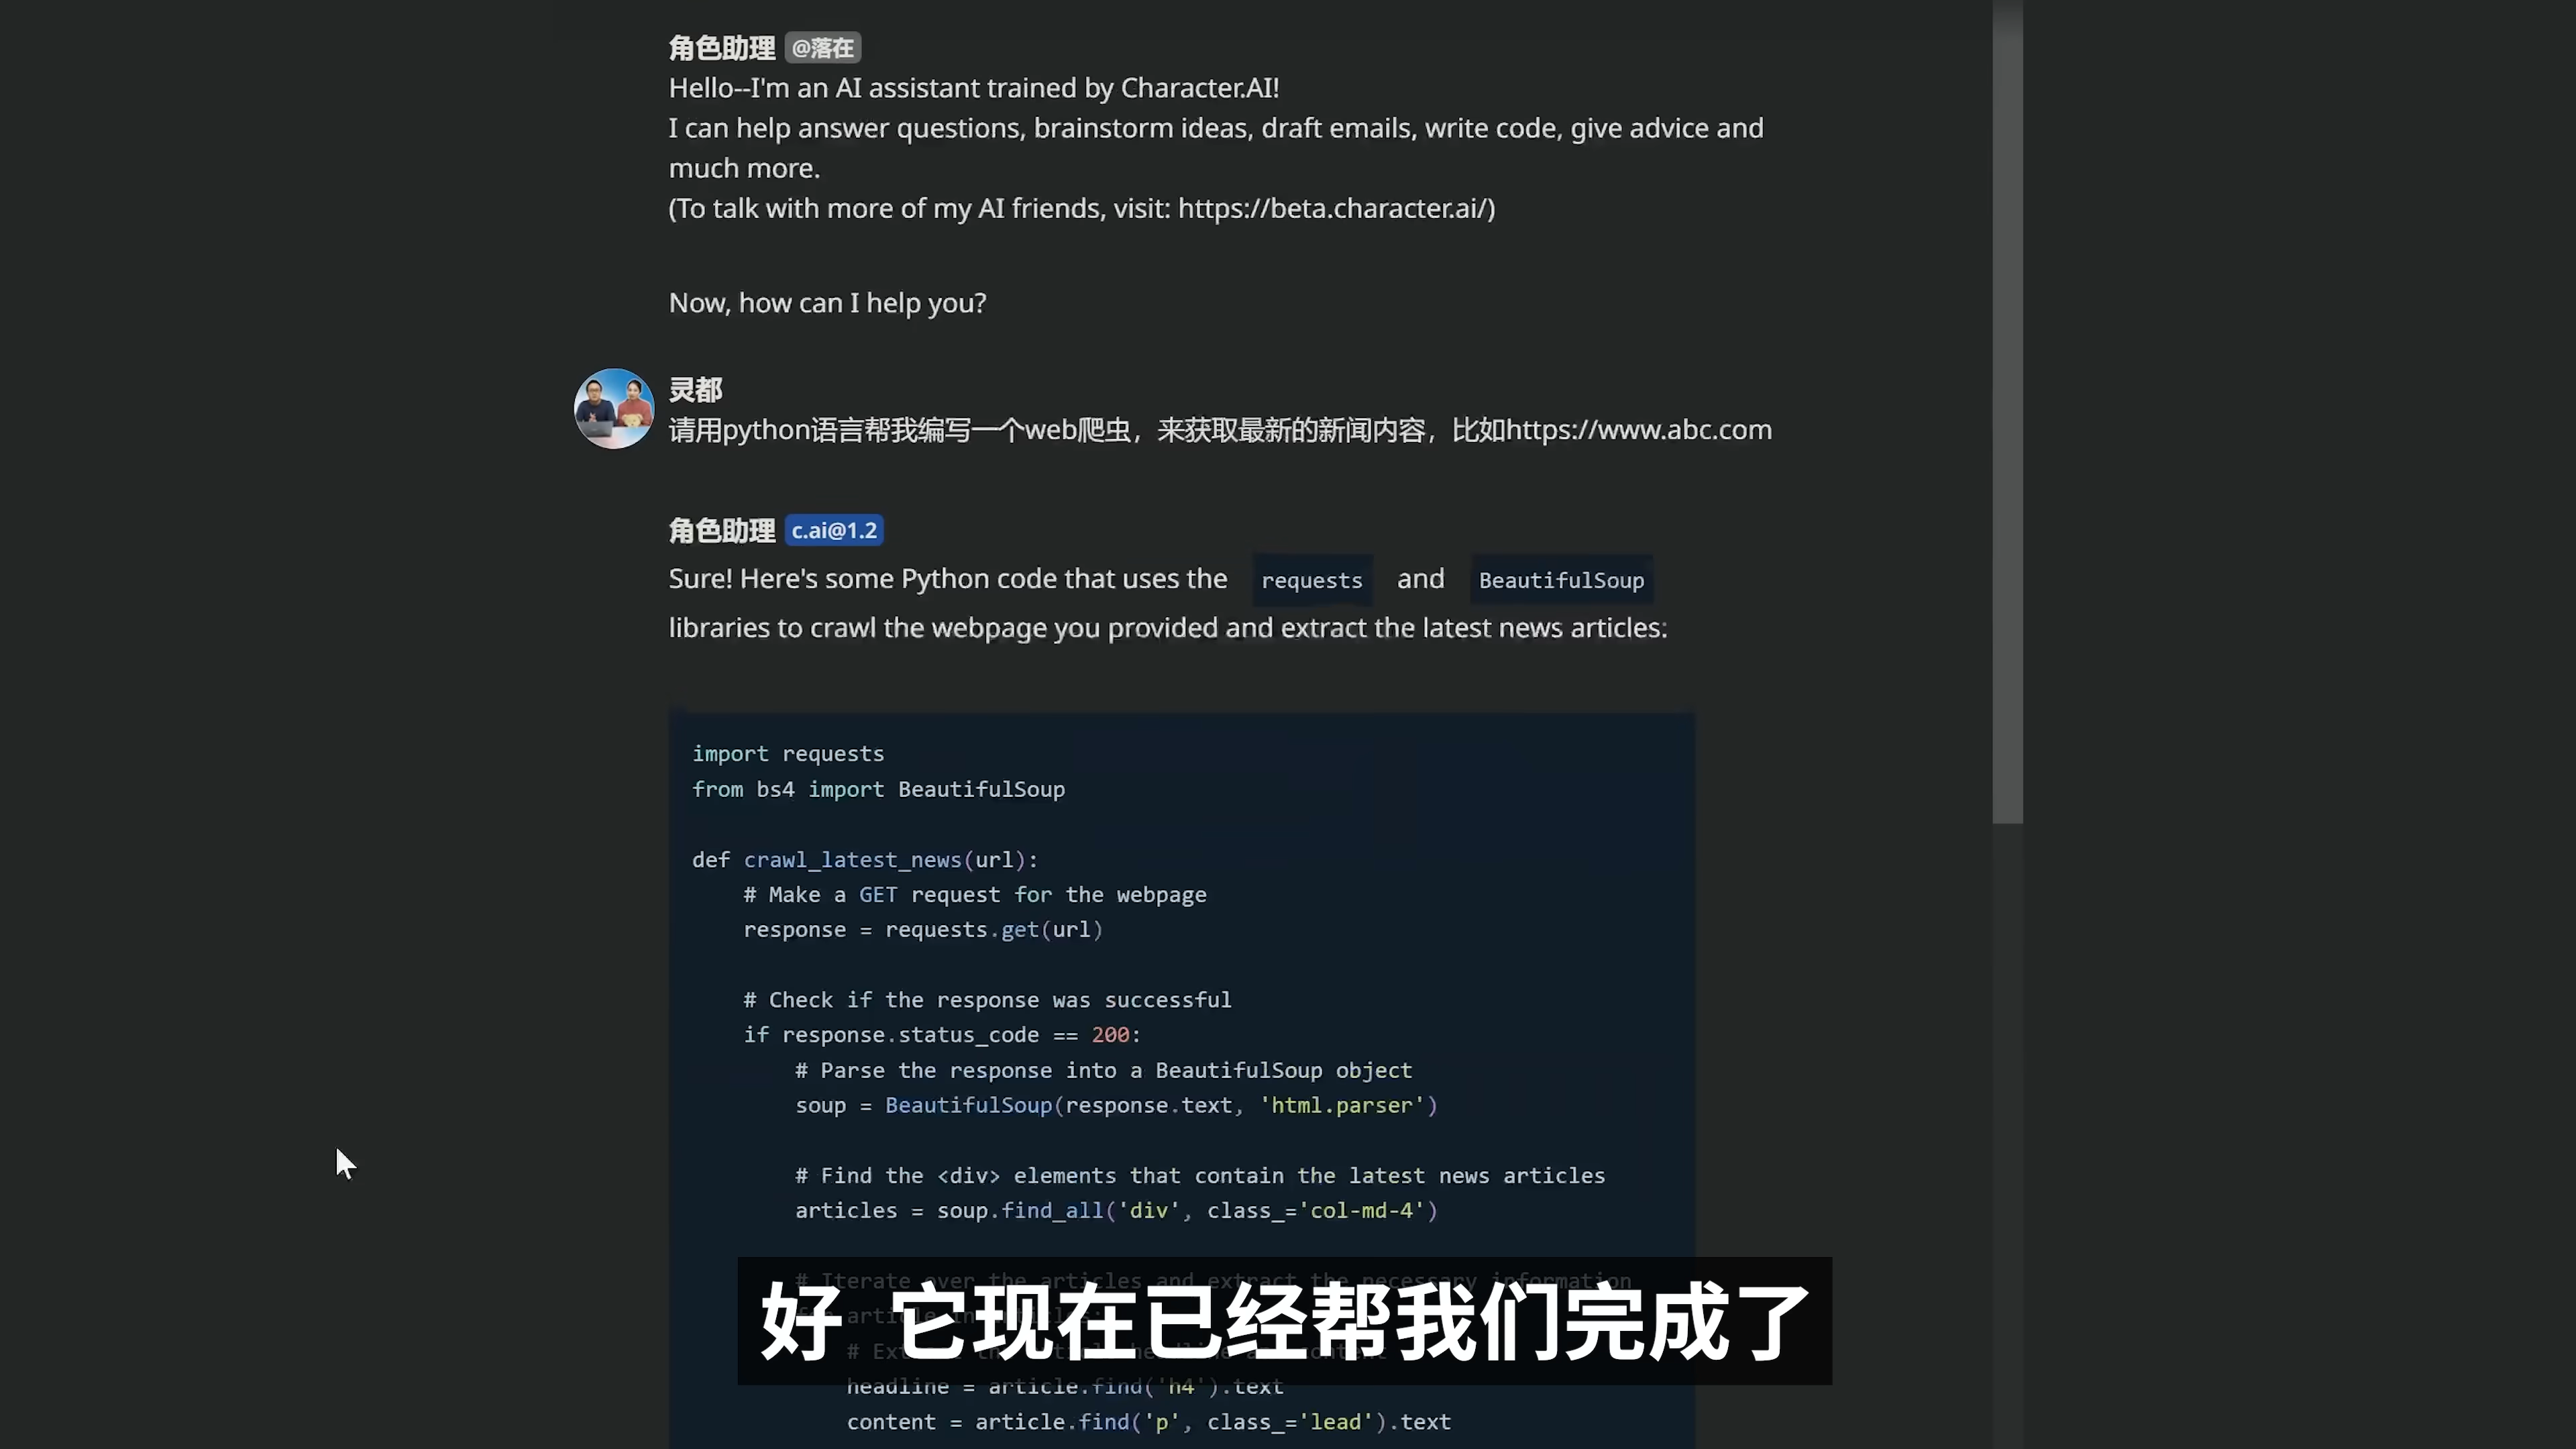 角色助理 @落在
Hello--I'm an AI assistant trained by Character.AI!
I can help answer questions, brainstorm ideas, draft emails, write code, give advice and
much more.
(To talk with more of my AI friends, visit: https://beta.character.ai/)
Now, how can I help you?
灵都
请用python语言帮我编写一个web爬虫，来获取最新的新闻内容，比如https://www.abc.com
角色助理 c.ai@1.2
Sure! Here's some Python code that uses the requests and BeautifulSoup
libraries to crawl the webpage you provided and extract the latest news articles:
import requests
from bs4 import BeautifulSoup
def crawl_latest_news(url):
# Make a GET request for the webpage
response = requests.get(url)
# Check if the response was successful
if response.status_code == 200:
# Parse the response into a BeautifulSoup object
soup = BeautifulSoup(response.text, 'html.parser')
# Find the <div> elements that contain the latest news articles
articles = soup.find_all('div', class_='col-md-4')
# Iterate over the articles and extract the necessary information
好 它现在已经帮我们完成了
headline = article.find('h4').text
content = article.find('p', class_='lead').text